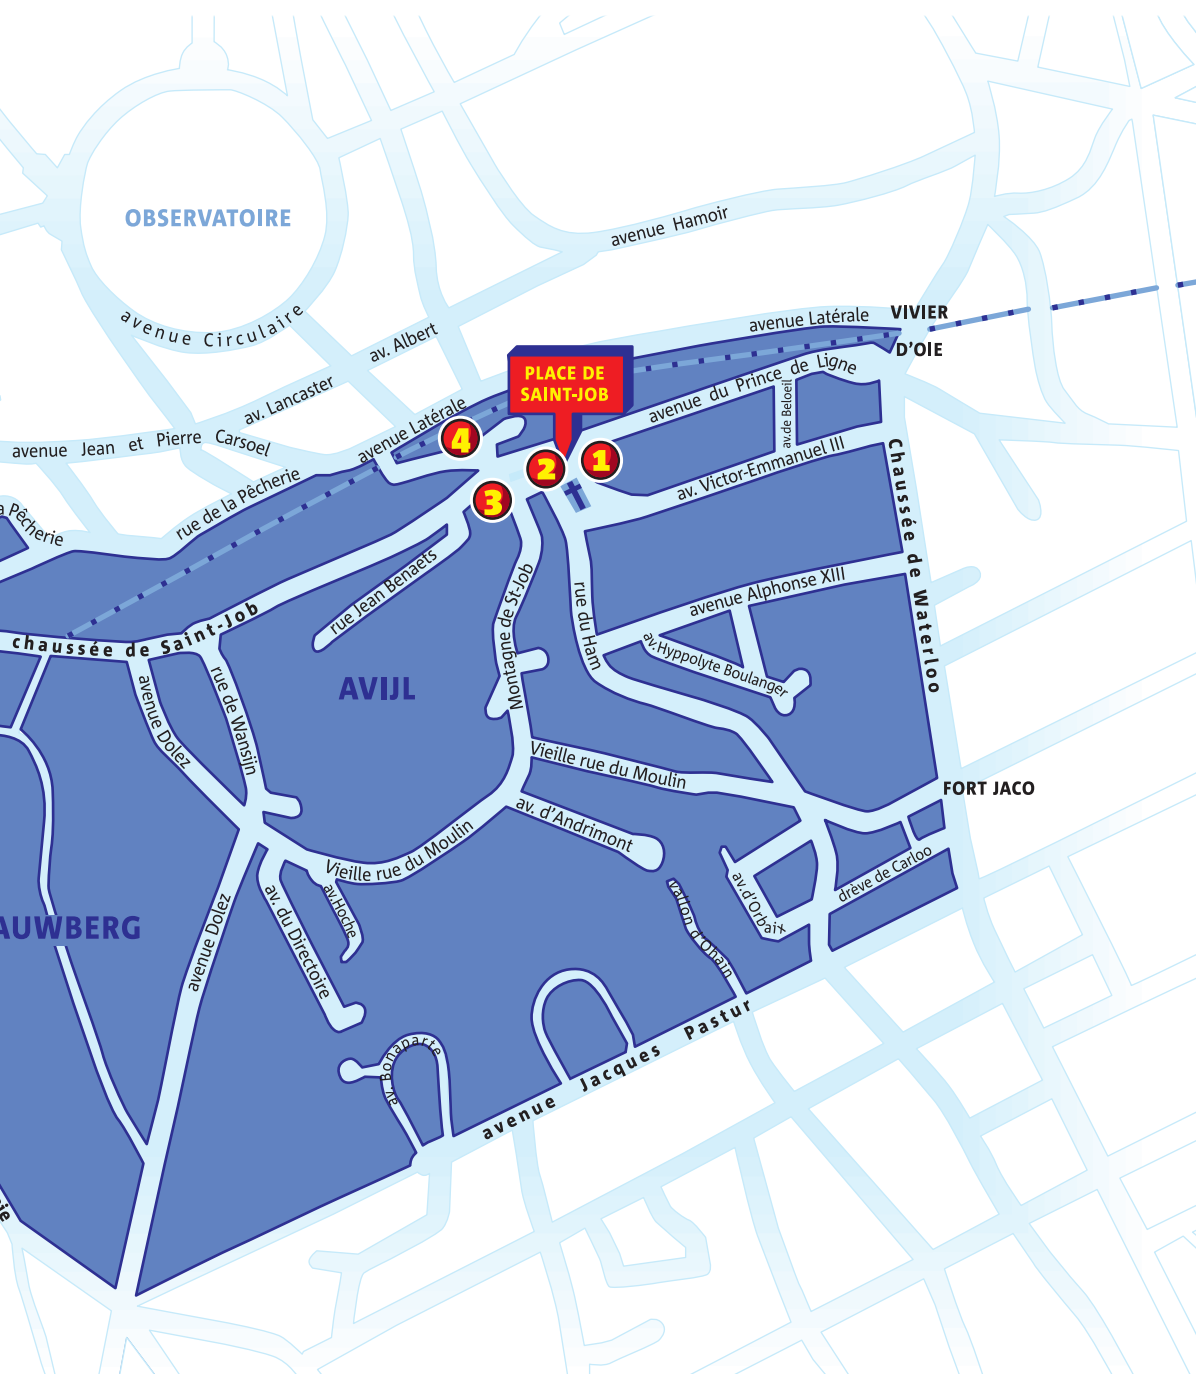 OBSERVATOIRE
avenue Hamoir
avenue Circulaire
av. Albert
av. Lancaster
avenue Latérale
VIVIER
D'OIE
PLACE DE
SAINT-JOB
avenue du Prince de Ligne
av.de Beloeil
avenue Latérale
4
1
2
3
avenue Jean et Pierre Carsoel
rue de la Pêcherie
a Pêcherie
av. Victor-Emmanuel III
Chaussée de Waterloo
rue Jean Benaets
Montagne de St-Job
rue du Ham
avenue Alphonse XIII
av.Hyppolyte Boulanger
chaussée de Saint-Job
avenue Dolez
rue de Wansijn
AVIJL
Vieille rue du Moulin
FORT JACO
av. d'Andrimont
Vieille rue du Moulin
drève de Carloo
av.d'Orbaix
vallon d'Ohain
av.Hoche
av. du Directoire
avenue Dolez
AUWBERG
av. Bonaparte
avenue Jacques Pastur
eie